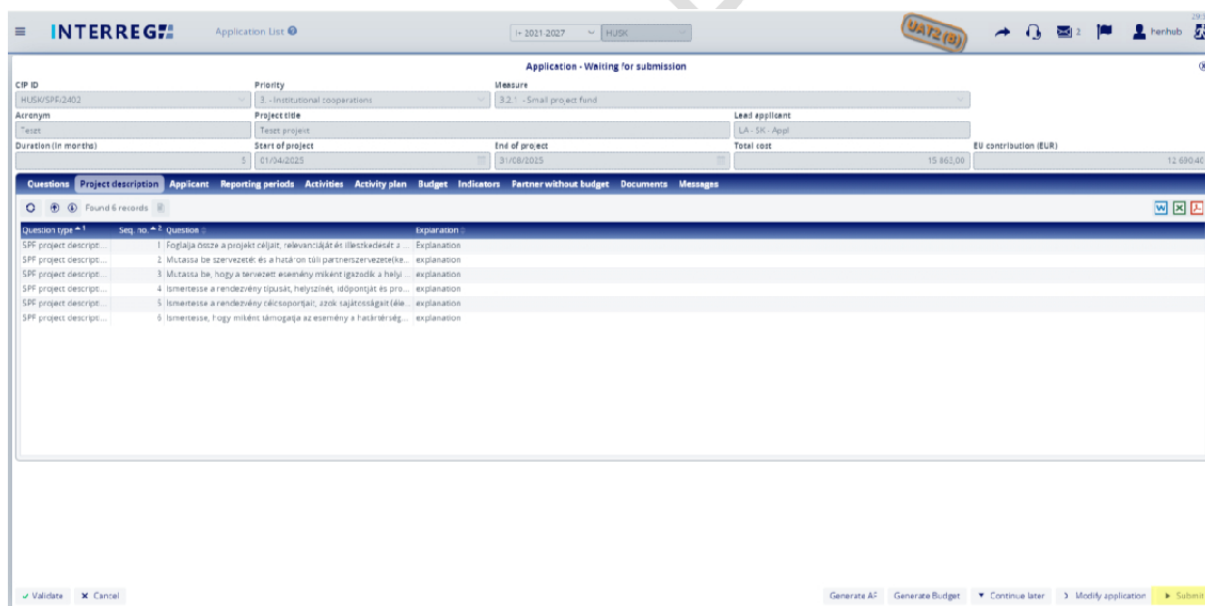 INTERREG
Application List
2021-2027 HUSK
UAT2 (B)
2
henhub
Application - Waiting for submission
CfP ID Priority Measure
HUSK/SPF/2402 3. - Institutional cooperations 3.2.1 - Small project fund
Acronym Project title Lead applicant
Teszt Teszt projekt LA - SK - Appl
Duration (in months) Start of project End of project Total cost EU contribution (EUR)
5 01/04/2025 31/08/2025 15 863,00 12 690,40
Questions Project description Applicant Reporting periods Activities Activity plan Budget Indicators Partner without budget Documents Messages
Found 6 records
Question type 1 Seq. no. 2 Question Explanation
SPF project descript... 1 Foglalja össze a projekt céljait, relevanciáját és illeszkedését a ... Explanation
SPF project descript... 2 Mutassa be szervezetét és a határon túli partnerszervezete(ke... explanation
SPF project descript... 3 Mutassa be, hogy a tervezett esemény miként igazodik a helyi ... explanation
SPF project descript... 4 Ismertesse a rendezvény típusát, helyszínét, időpontját és pro... explanation
SPF project descript... 5 Ismertesse a rendezvény célcsoportjait, azok sajátosságait (éle... explanation
SPF project descript... 6 Ismertesse, hogy miként támogatja az esemény a határtérség... explanation
Validate Cancel Generate AF Generate Budget Continue later Modify application Submit